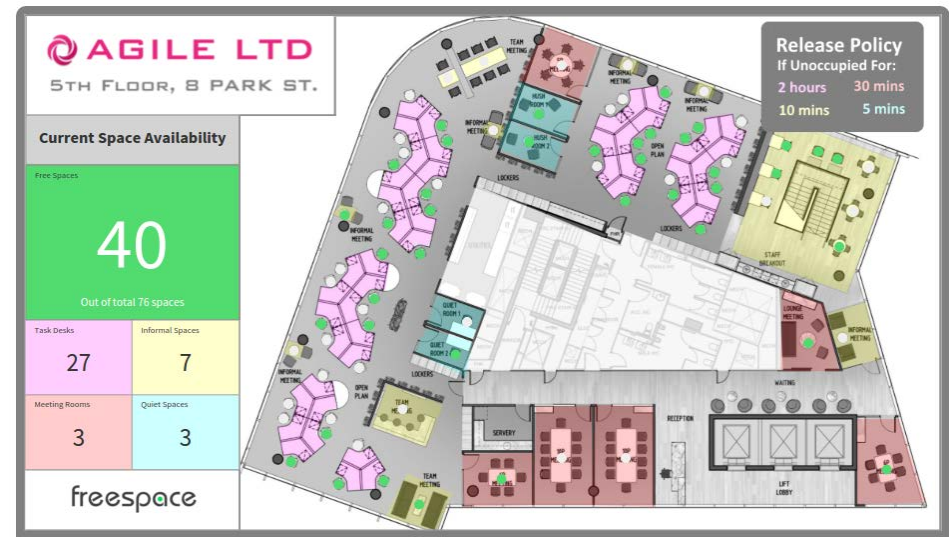 AGILE LTD
5TH FLOOR, 8 PARK ST.
Current Space Availability
Free Spaces
40
Out of total 76 spaces
Task Desks
27
Informal Spaces
7
Meeting Rooms
3
Quiet Spaces
3
freespace
Release Policy
If Unoccupied For:
2 hours
30 mins
10 mins
5 mins
TEAM
MEETING
INFORMAL
MEETING
INFORMAL
MEETING
HUSH
ROOM 1
HUSH
ROOM 2
INFORMAL
MEETING
OPEN
PLAN
LOCKERS
LOCKERS
INFORMAL
MEETING
STAFF
BREAKOUT
QUIET
ROOM 1
QUIET
ROOM 2
LOUNGE
MEETING
INFORMAL
MEETING
INFORMAL
MEETING
LOCKERS
OPEN
PLAN
WAITING
TEAM
RECEPTION
SERVERY
TEAM
MEETING
LIFT
LOBBY